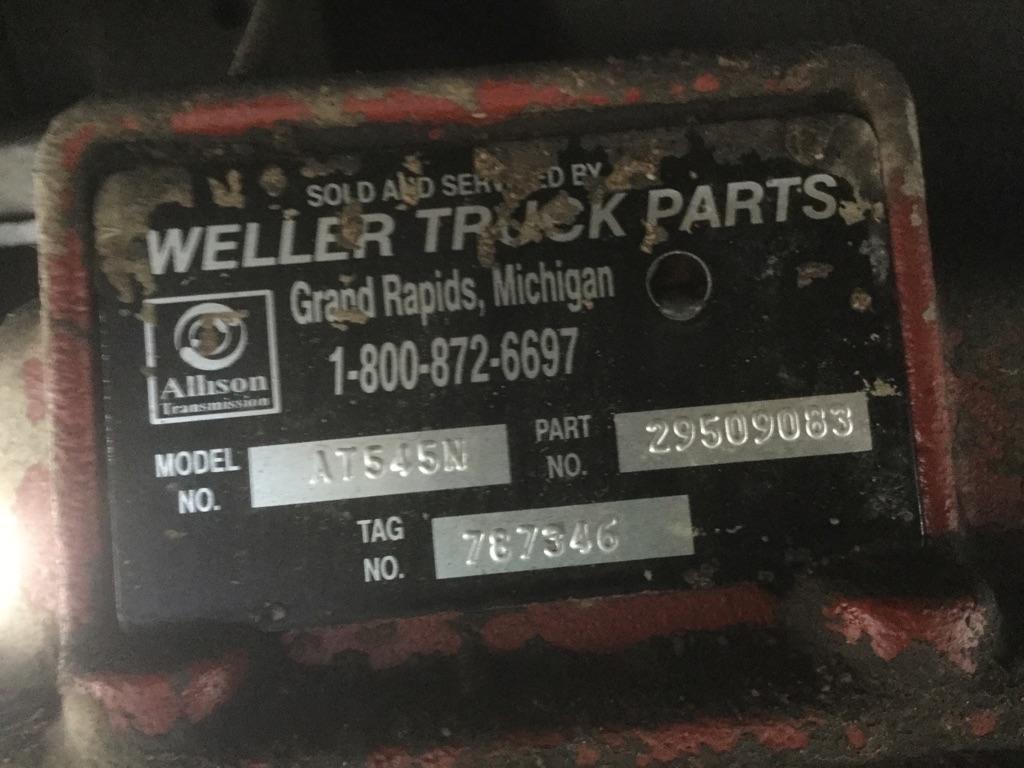 SOLD AND SERVICED BY
WELLER TRUCK PARTS
Grand Rapids, Michigan
1-800-872-6697
Allison
Transmission
MODEL NO. AT545N
PART NO. 29509083
TAG NO. 787346